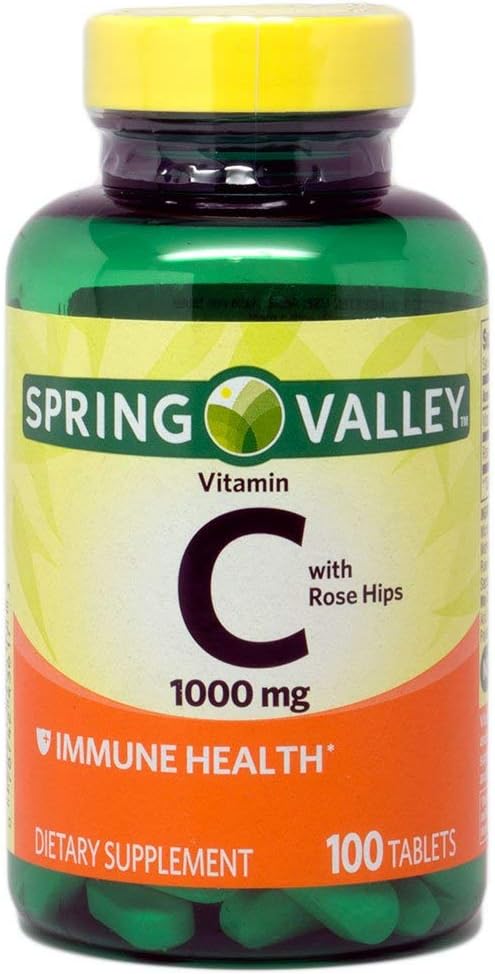 SPRING VALLEY™
Vitamin
C
with
Rose Hips
1000 mg
IMMUNE HEALTH*
DIETARY SUPPLEMENT
100 TABLETS